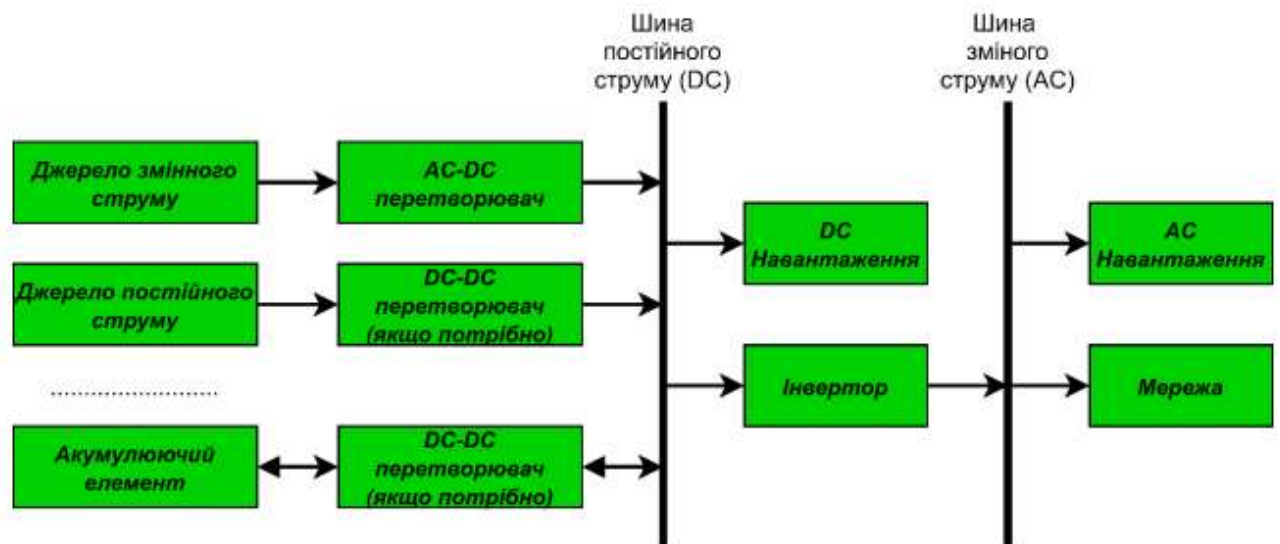 Шина
постійного
струму (DC)
Шина
зміного
струму (AC)
Джерело змінного
струму
AC-DC
перетворювач
DC
Навантаження
AC
Навантаження
Джерело постійного
струму
DC-DC
перетворювач
(якщо потрібно)
Інвертор
Мережа
........................
Акумулюючий
елемент
DC-DC
перетворювач
(якщо потрібно)